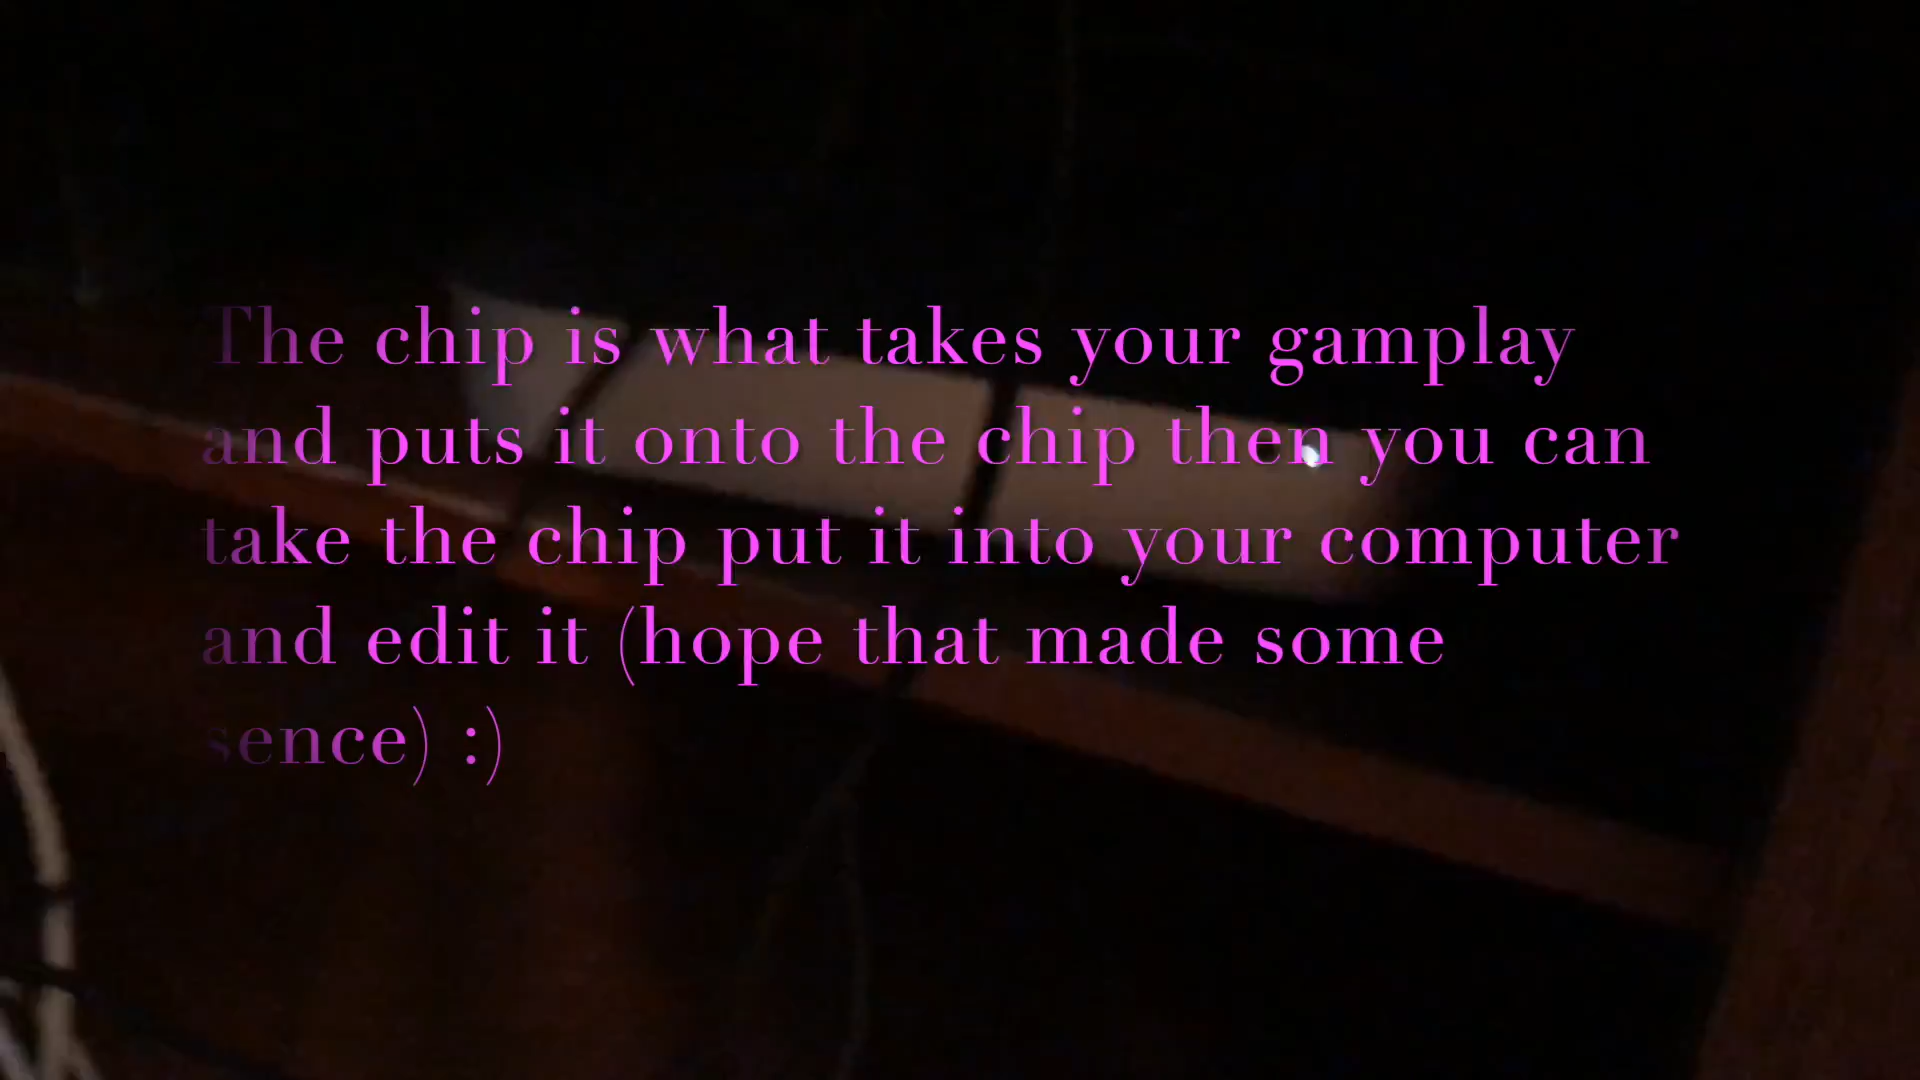 The chip is what takes your gamplay
and puts it onto the chip then you can
take the chip put it into your computer
and edit it (hope that made some
sence) :)